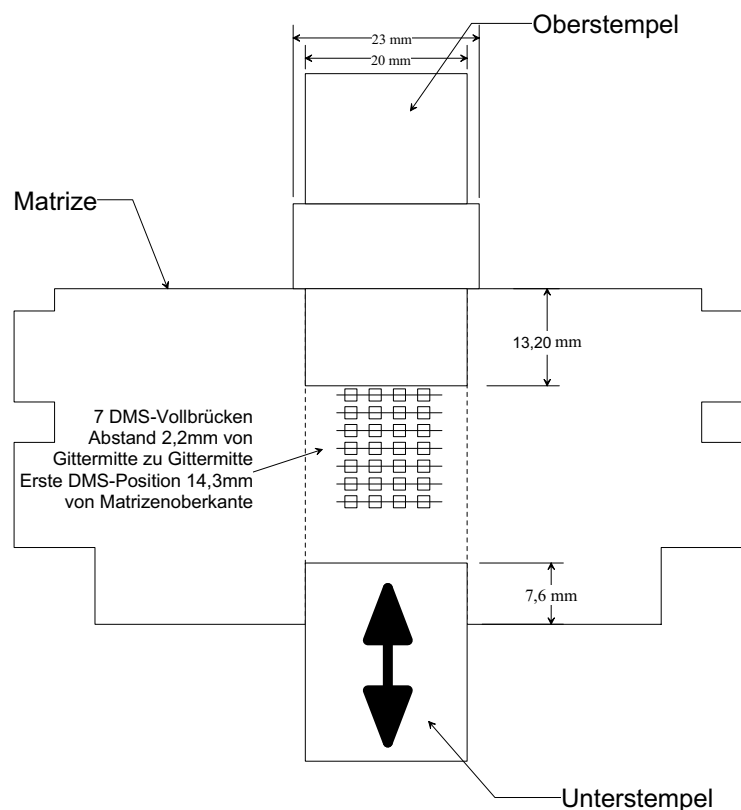 Oberstempel
23 mm
20 mm
Matrize
13,20 mm
7 DMS-Vollbrücken
Abstand 2,2mm von
Gittermitte zu Gittermitte
Erste DMS-Position 14,3mm
von Matrizenoberkante
7,6 mm
Unterstempel